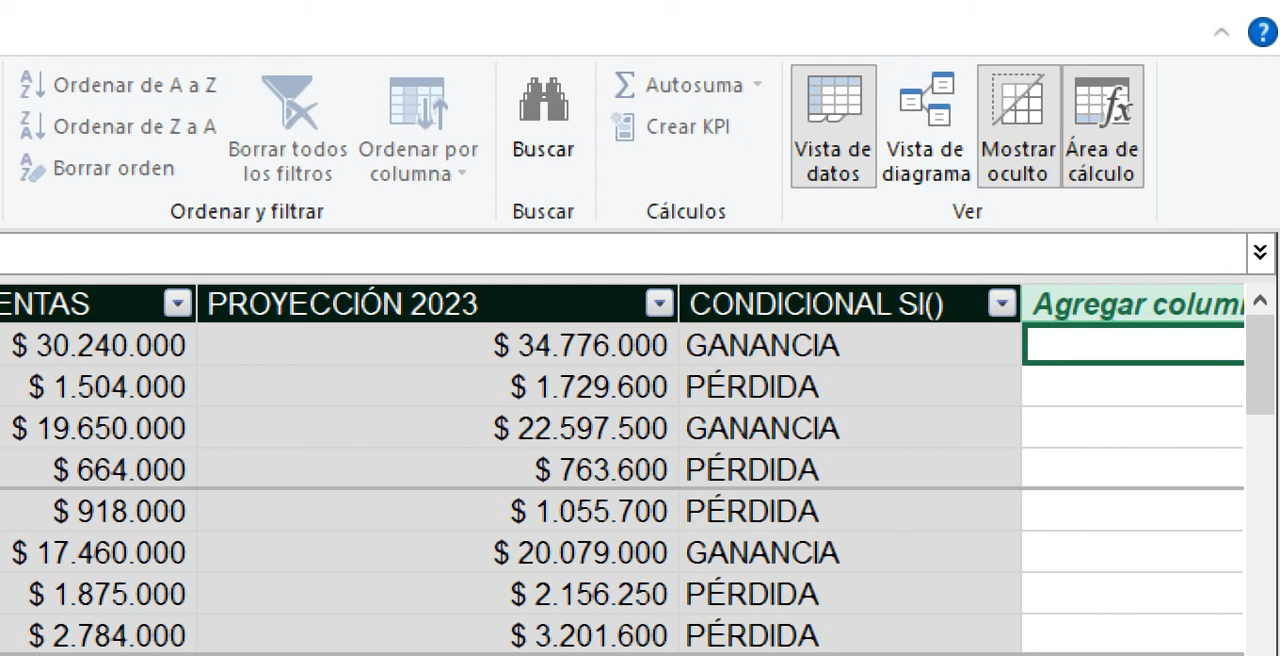 Ordenar de A a Z
Ordenar de Z a A
Borrar orden
Borrar todos
los filtros
Ordenar por
columna
Ordenar y filtrar
Buscar
Buscar
Autosuma
Crear KPI
Cálculos
Vista de
datos
Vista de
diagrama
Mostrar
oculto
Área de
cálculo
Ver
ENTAS PROYECCIÓN 2023 CONDICIONAL SI() Agregar colum
$ 30.240.000 $ 34.776.000 GANANCIA
$ 1.504.000 $ 1.729.600 PÉRDIDA
$ 19.650.000 $ 22.597.500 GANANCIA
$ 664.000 $ 763.600 PÉRDIDA
$ 918.000 $ 1.055.700 PÉRDIDA
$ 17.460.000 $ 20.079.000 GANANCIA
$ 1.875.000 $ 2.156.250 PÉRDIDA
$ 2.784.000 $ 3.201.600 PÉRDIDA